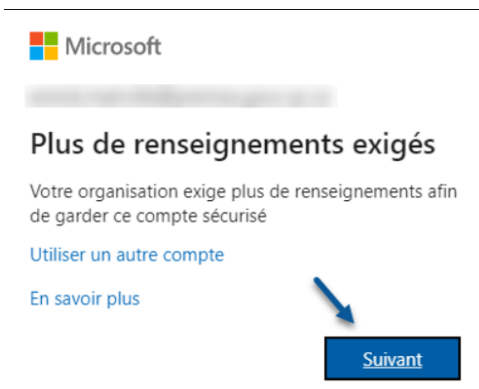 Microsoft
Plus de renseignements exigés
Votre organisation exige plus de renseignements afin
de garder ce compte sécurisé
Utiliser un autre compte
En savoir plus
Suivant